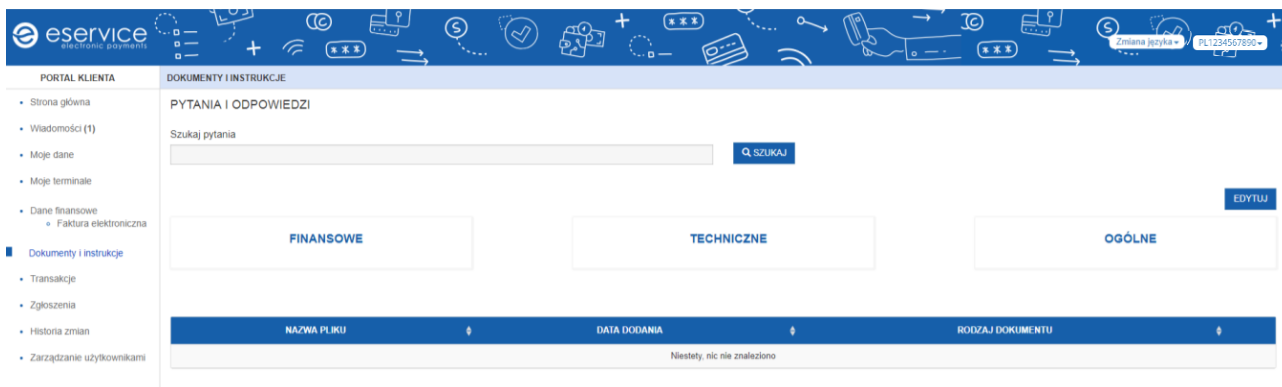 eservice
electronic payments
Zmiana języka
PL1234567890
PORTAL KLIENTA
Strona główna
Wiadomości (1)
Moje dane
Moje terminale
Dane finansowe
Faktura elektroniczna
Dokumenty i instrukcje
Transakcje
Zgłoszenia
Historia zmian
Zarządzanie użytkownikami
DOKUMENTY I INSTRUKCJE
PYTANIA I ODPOWIEDZI
Szukaj pytania
SZUKAJ
EDYTUJ
FINANSOWE TECHNICZNE OGÓLNE
NAZWA PLIKU DATA DODANIA RODZAJ DOKUMENTU
Niestety, nic nie znaleziono